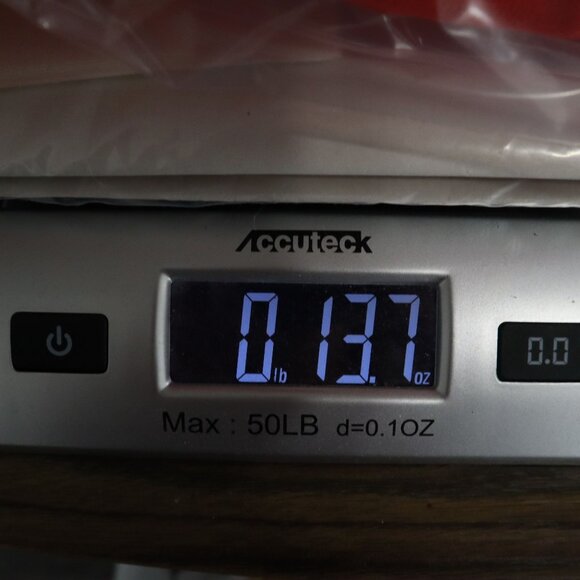 Accuteck
0 lb 13.7 oz
0.0
Max : 50LB d=0.1OZ